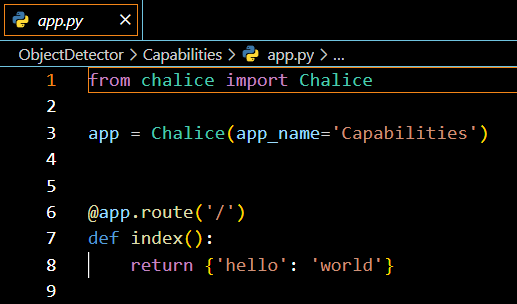 app.py
ObjectDetector > Capabilities > app.py > ...
1 from chalice import Chalice
2
3 app = Chalice(app_name='Capabilities')
4
5
6 @app.route('/')
7 def index():
8     return {'hello': 'world'}
9